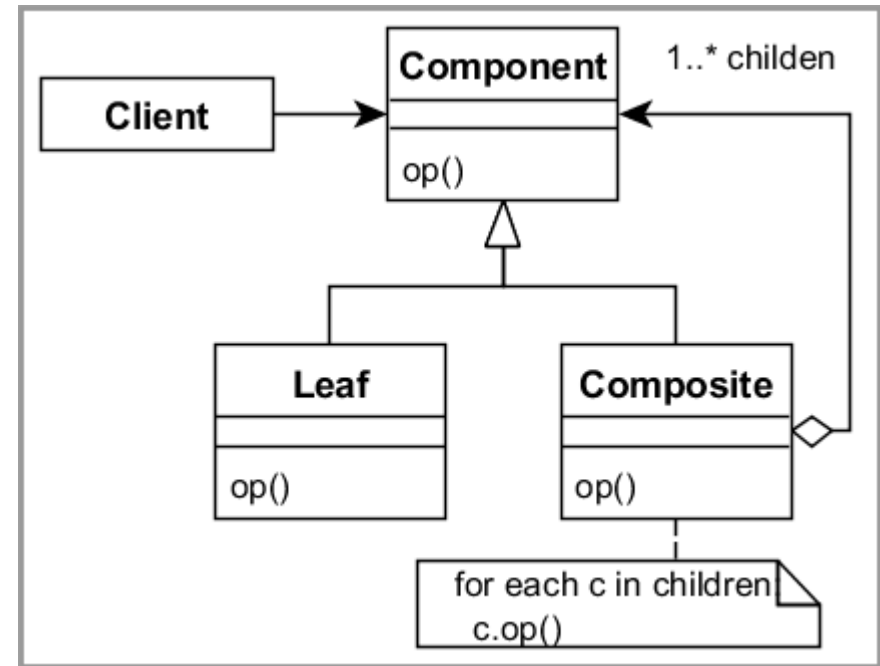 Component
1..* childen
Client
op()
Leaf
Composite
op()
op()
for each c in children
c.op()